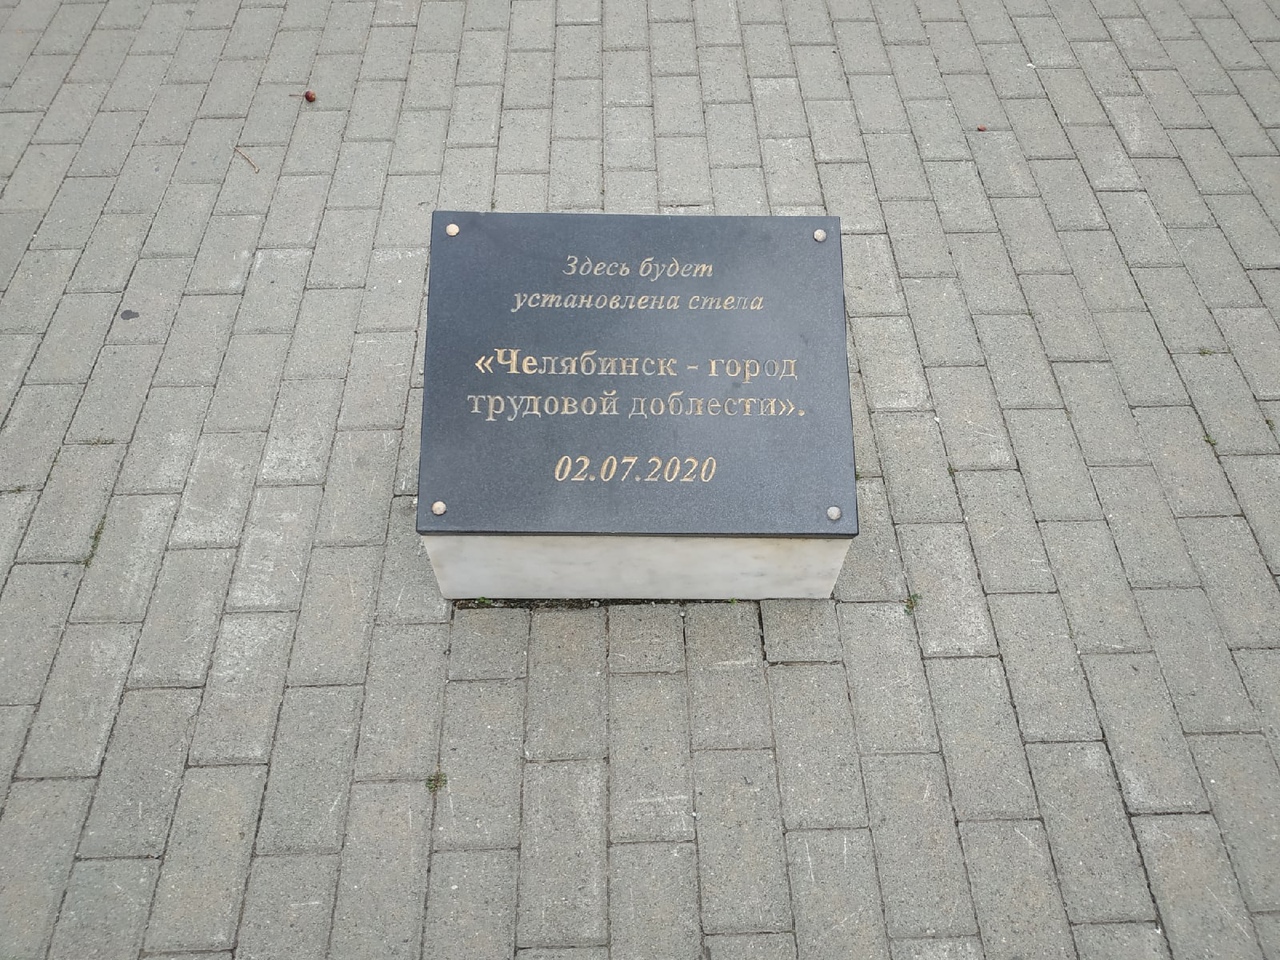 Здесь будет
установлена стела
«Челябинск - город
трудовой доблести».
02.07.2020